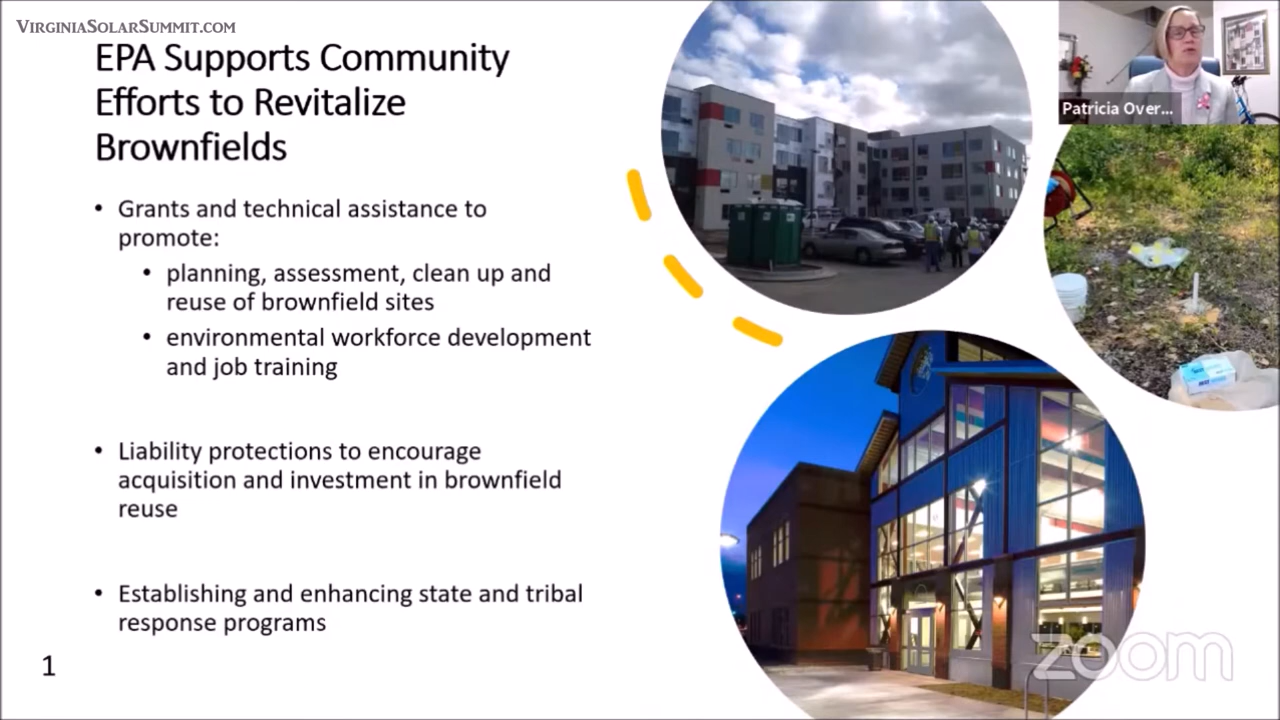 VIRGINIASOLARSUMMIT.COM
EPA Supports Community
Efforts to Revitalize
Brownfields
• Grants and technical assistance to
promote:
• planning, assessment, clean up and
reuse of brownfield sites
• environmental workforce development
and job training
• Liability protections to encourage
acquisition and investment in brownfield
reuse
• Establishing and enhancing state and tribal
response programs
1
Patricia Over...
zoom